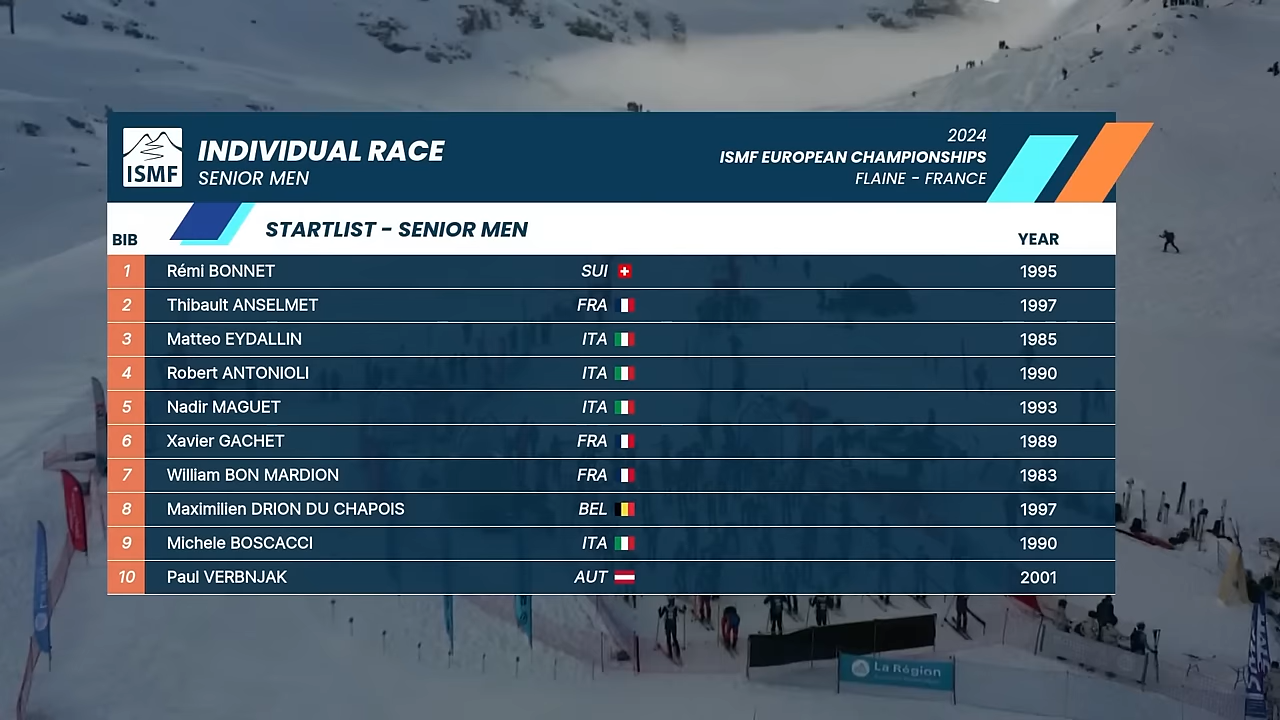 ISMF
INDIVIDUAL RACE
SENIOR MEN
2024
ISMF EUROPEAN CHAMPIONSHIPS
FLAINE - FRANCE
STARTLIST - SENIOR MEN
BIB YEAR
1 Rémi BONNET SUI 1995
2 Thibault ANSELMET FRA 1997
3 Matteo EYDALLIN ITA 1985
4 Robert ANTONIOLI ITA 1990
5 Nadir MAGUET ITA 1993
6 Xavier GACHET FRA 1989
7 William BON MARDION FRA 1983
8 Maximilien DRION DU CHAPOIS BEL 1997
9 Michele BOSCACCI ITA 1990
10 Paul VERBNJAK AUT 2001
La Région